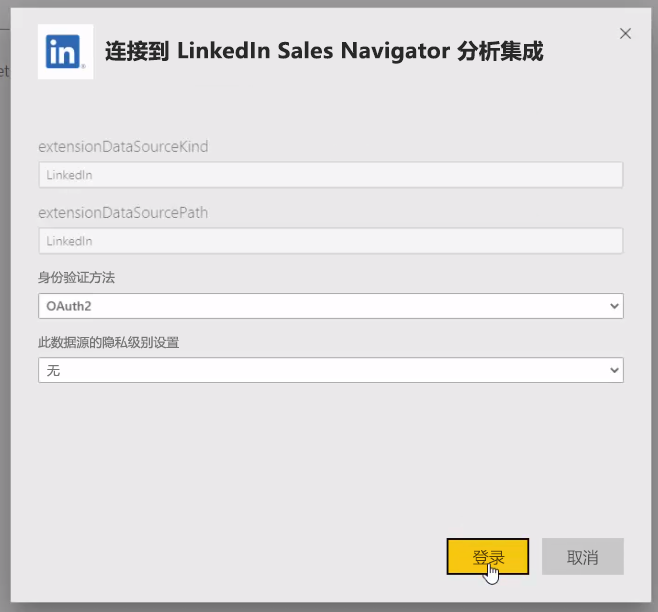 in
连接到 LinkedIn Sales Navigator 分析集成
et
extensionDataSourceKind
LinkedIn
extensionDataSourcePath
LinkedIn
身份验证方法
OAuth2
此数据源的隐私级别设置
无
登录
取消